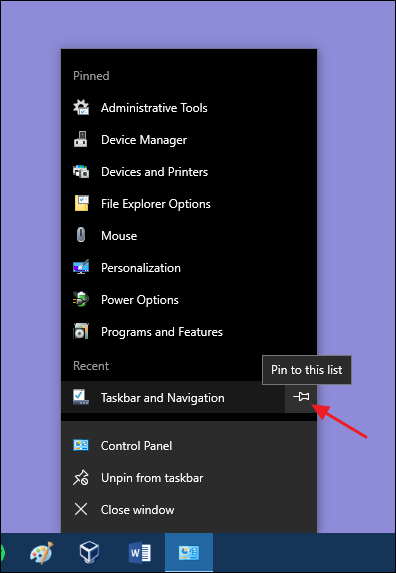 Pinned
Administrative Tools
Device Manager
Devices and Printers
File Explorer Options
Mouse
Personalization
Power Options
Programs and Features
Recent
Pin to this list
Taskbar and Navigation
Control Panel
Unpin from taskbar
Close window